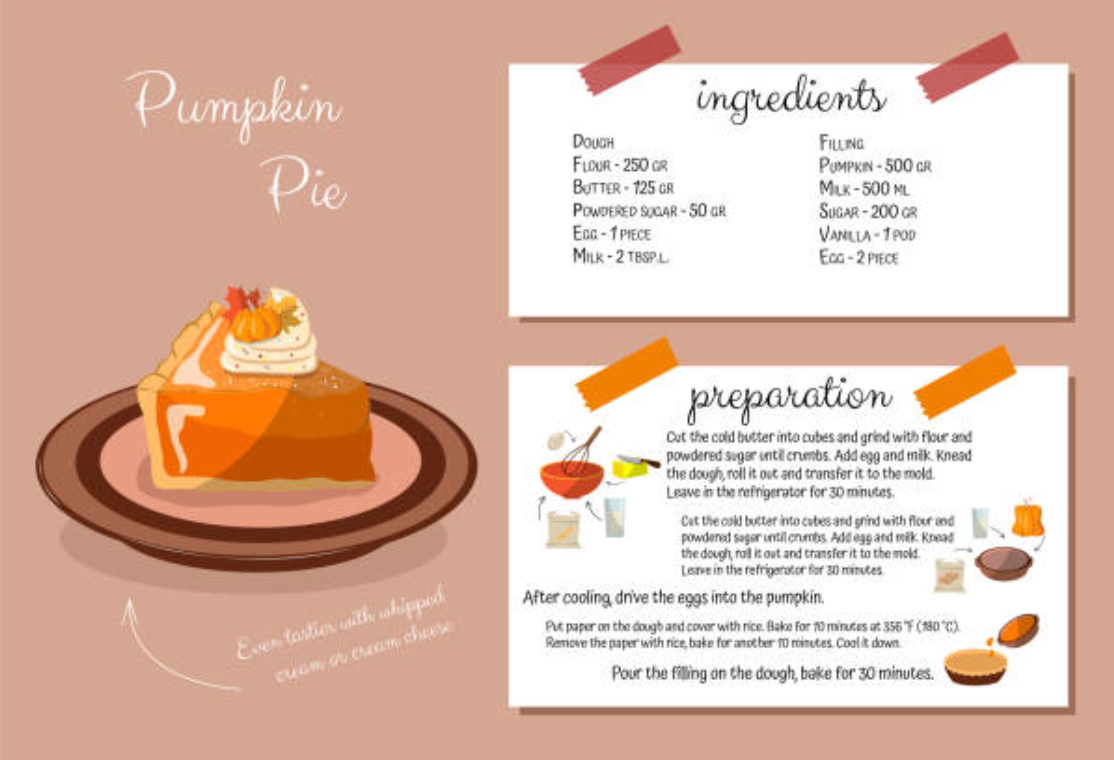 Pumpkin
Pie
Even tastier with whipped
cream or cream cheese
ingredients
Dough
Flour - 250 gr
Butter - 125 gr
Powdered sugar - 50 gr
Egg - 1 piece
Milk - 2 tbsp.l.
Filling
Pumpkin - 500 gr
Milk - 500 ml
Sugar - 200 gr
Vanilla - 1 pod
Egg - 2 piece
preparation
Cut the cold butter into cubes and grind with flour and
powdered sugar until crumbs. Add egg and milk. Knead
the dough, roll it out and transfer it to the mold.
Leave in the refrigerator for 30 minutes.
Cut the cold butter into cubes and grind with flour and
powdered sugar until crumbs. Add egg and milk. Knead
the dough, roll it out and transfer it to the mold.
Leave in the refrigerator for 30 minutes.
After cooling, drive the eggs into the pumpkin.
Put paper on the dough and cover with rice. Bake for 10 minutes at 356 °F (180 °C).
Remove the paper with rice, bake for another 10 minutes. Cool it down.
Pour the filling on the dough, bake for 30 minutes.